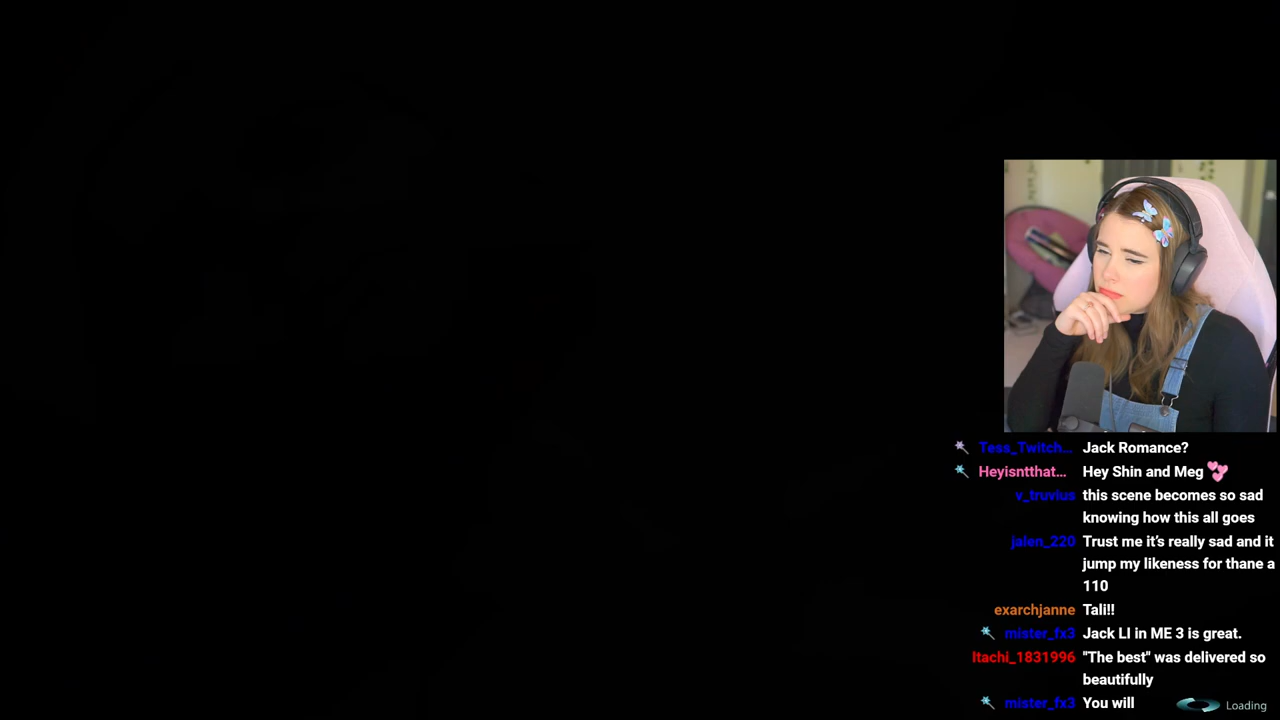 Tess_Twitch... Jack Romance?
Heyisntthat... Hey Shin and Meg
v_truvius this scene becomes so sad
knowing how this all goes
jalen_220 Trust me it's really sad and it
jump my likeness for thane a
110
exarchjanne Tali!!
mister_fx3 Jack LI in ME 3 is great.
Itachi_1831996 "The best" was delivered so
beautifully
mister_fx3 You will
Loading